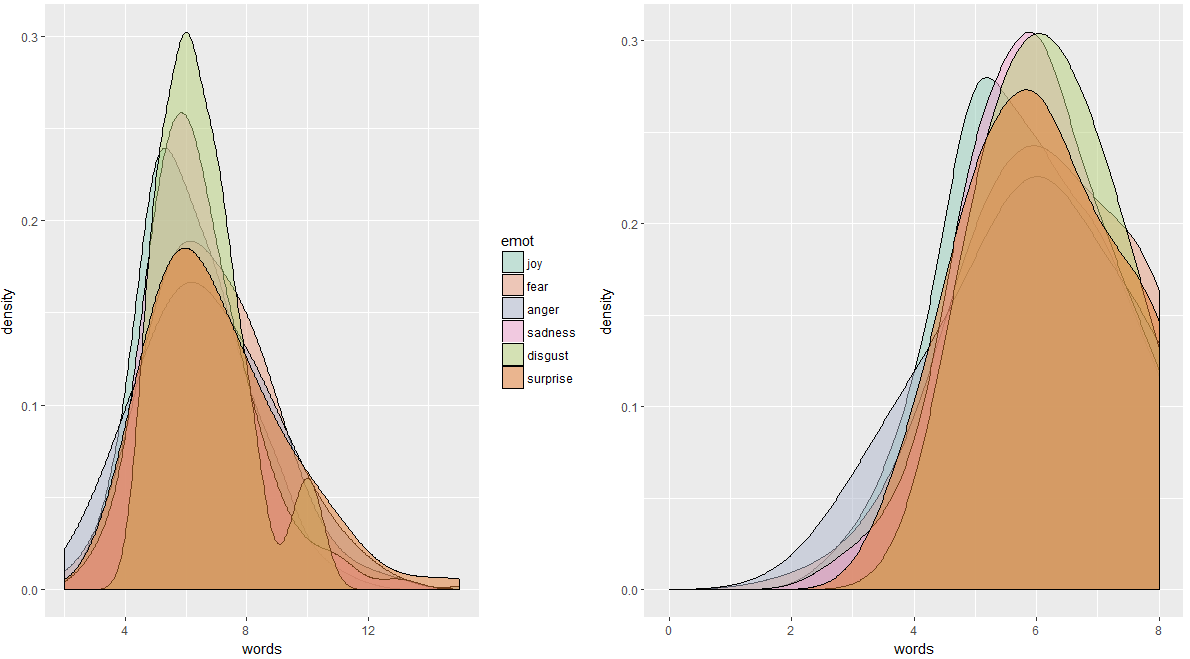 0.3
0.2
0.1
0.0
density
4
8
12
words
emot
joy
fear
anger
sadness
disgust
surprise
0.3
0.2
0.1
0.0
density
0
2
4
6
8
words